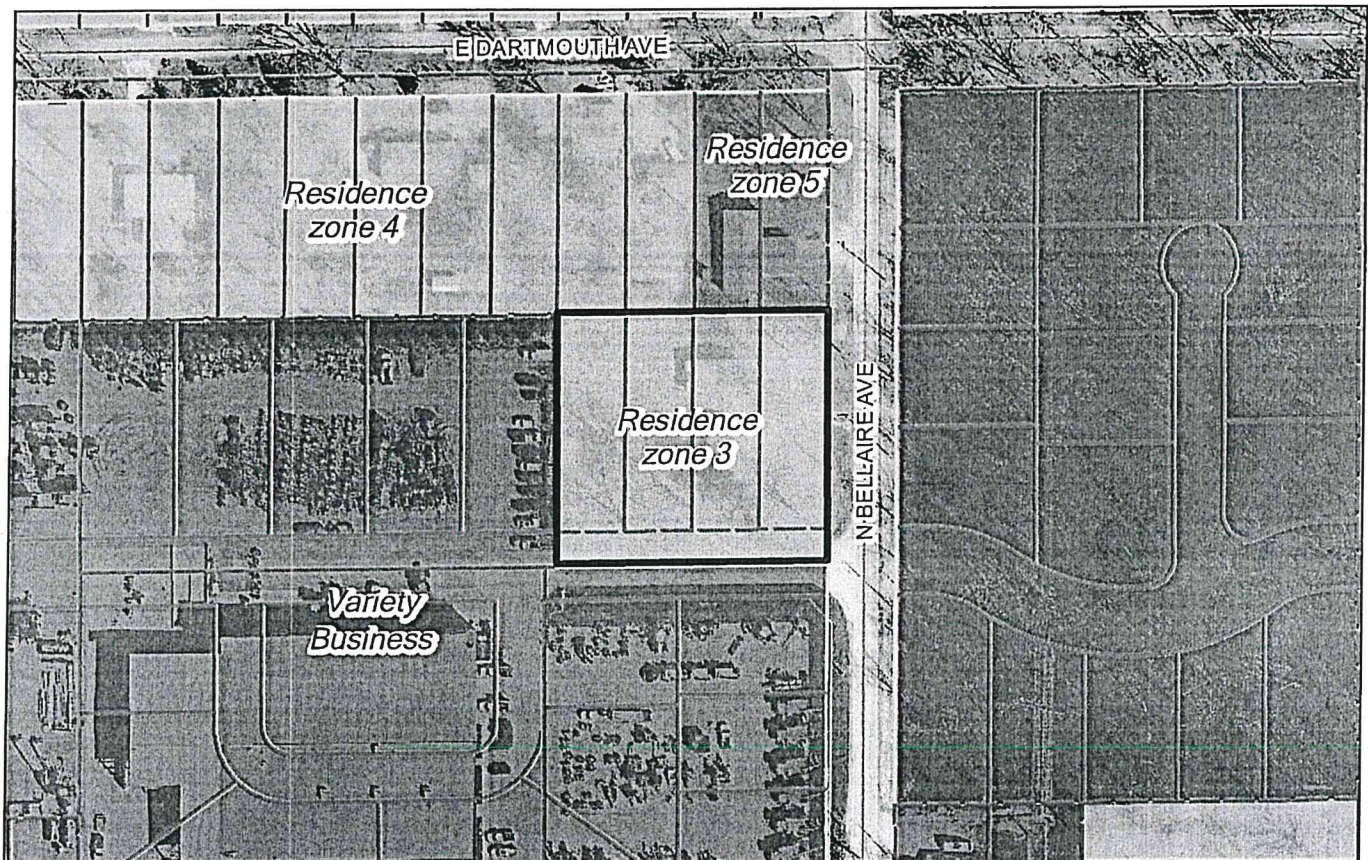 E DARTMOUTH AVE
Residence
zone 5
Residence
zone 4
N BELLAIRE AVE
Residence
zone 3
Variety
Business